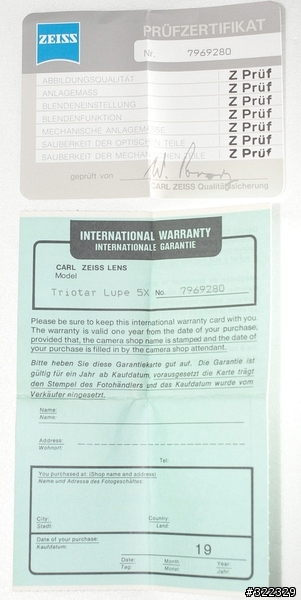 ZEISS
PRÜFZERTIFIKAT
Nr. 7969280
ABBILDUNGSQUALITÄT Z Prüf
ANLAGEMASS Z Prüf
BLENDENEINSTELLUNG Z Prüf
BLENDENFUNKTION Z Prüf
MECHANISCHE ANLAGEMASSE Z Prüf
SAUBERKEIT DER OPTISCHEN TEILE Z Prüf
SAUBERKEIT DER MECHANISCHEN TEILE Z Prüf
geprüft von
CARL ZEISS Qualitätsicherung
INTERNATIONAL WARRANTY
INTERNATIONALE GARANTIE
CARL ZEISS LENS
Model
Triotar Lupe 5X No. 7969280
Please be sure to keep this international warranty card with you.
The warranty is valid one year from the date of your purchase,
provided that, the camera shop name is stamped and the date of
your purchase is filled in by the camera shop attendant.
Bitte heben Sie diese Garantiekarte gut auf. Die Garantie ist
gültig für ein Jahr ab Kaufdatum, vorausgesetzt die Karte trägt
den Stempel des Fotohändlers und das Kaufdatum wurde vom
Verkäufer eingesetzt.
Name:
Name:
Address:
Wohnort:
Tel:
You purchased at: (Shop name and address)
Name und Adresse des Fotogeschäftes:
City:
Stadt:
Country:
Land:
Date of your purchase:
Kaufdatum:
19
Date:
Tag:
Month:
Monat:
Year:
Jahr:
#322329